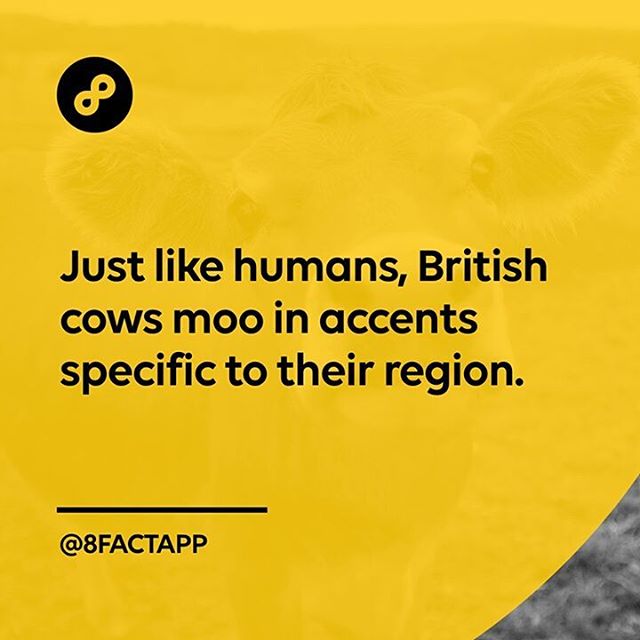 Just like humans, British
cows moo in accents
specific to their region.
@8FACTAPP